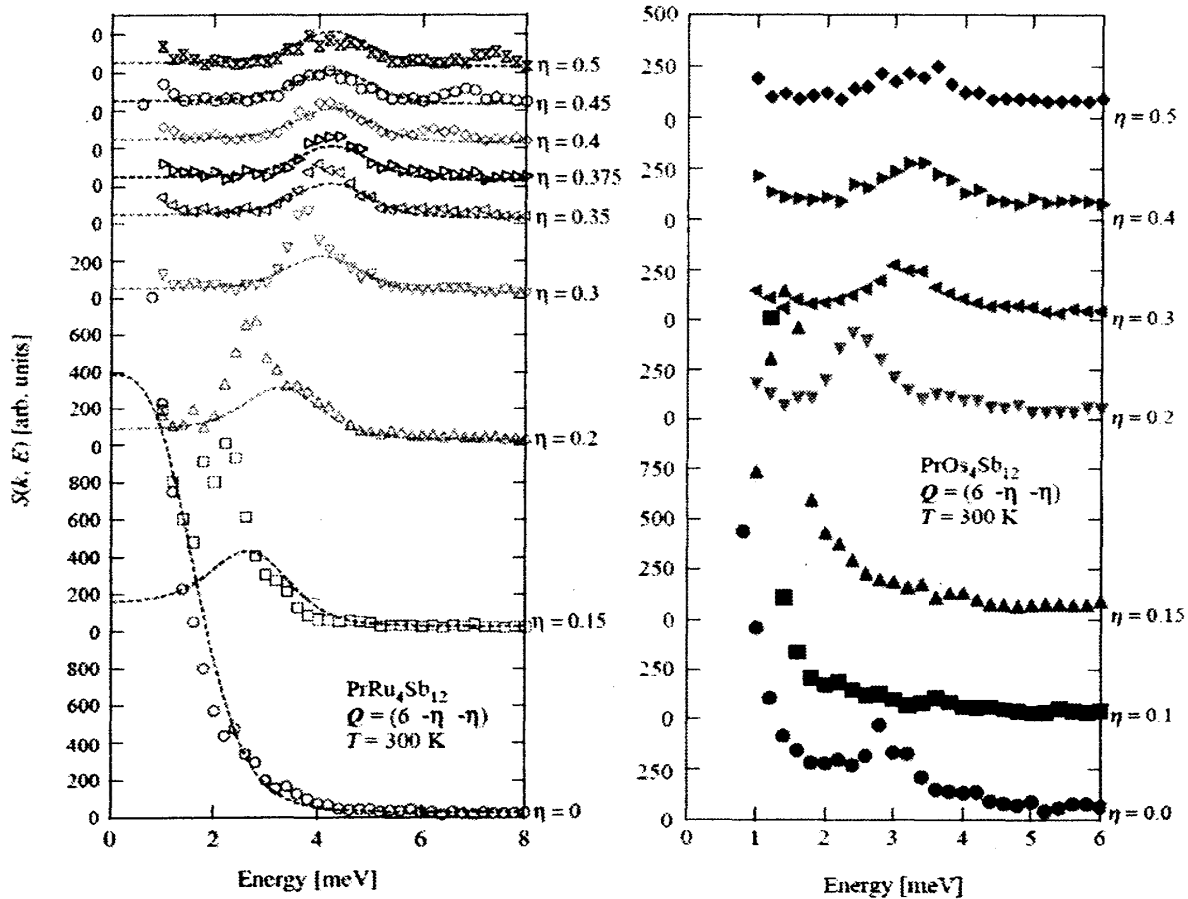 0
0
0
0
0
200
0
600
400
200
0
800
600
400
200
0
800
600
400
200
0
S(k, E) [arb. units]
η = 0.5
η = 0.45
η = 0.4
η = 0.375
η = 0.35
η = 0.3
η = 0.2
η = 0.15
η = 0
PrRu4Sb12
Q = (6 -η -η)
T = 300 K
0 2 4 6 8
Energy [meV]
500
250
0
250
0
250
0
250
0
750
500
250
0
250
0
250
0
η = 0.5
η = 0.4
η = 0.3
η = 0.2
PrOs4Sb12
Q = (6 -η -η)
T = 300 K
η = 0.15
η = 0.1
η = 0.0
0 1 2 3 4 5 6
Energy [meV]